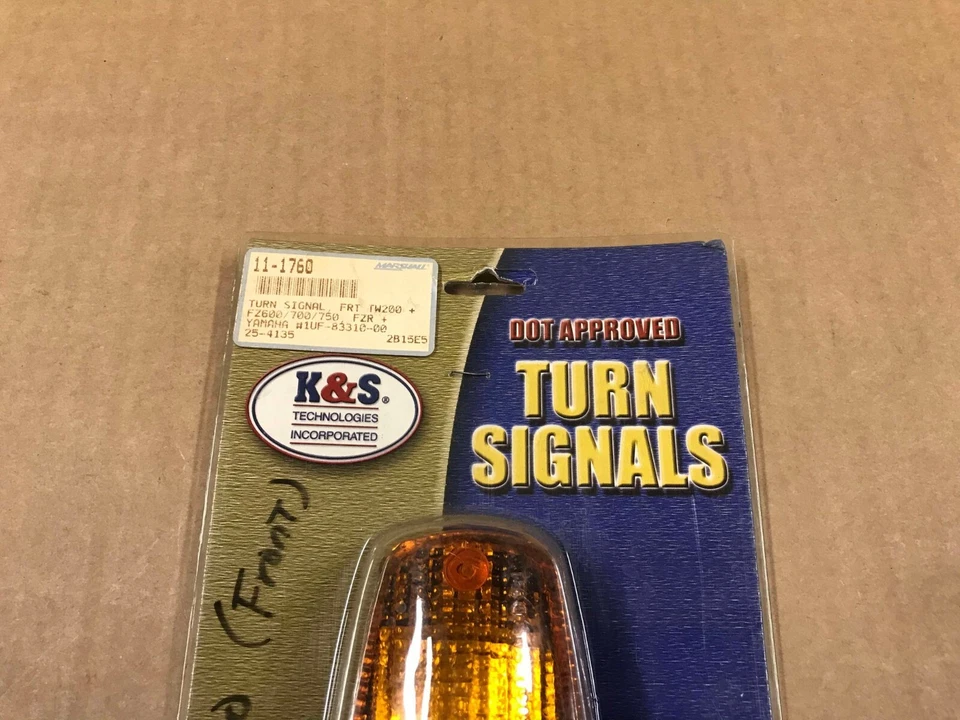 11-1760 MARSHALL
TURN SIGNAL, FRT TW200 +
FZ600/700/750, FZR +
YAMAHA #1UF-83310-00
25-4135 2B15E5
K&S®
TECHNOLOGIES
INCORPORATED
DOT APPROVED
TURN
SIGNALS
(Front)